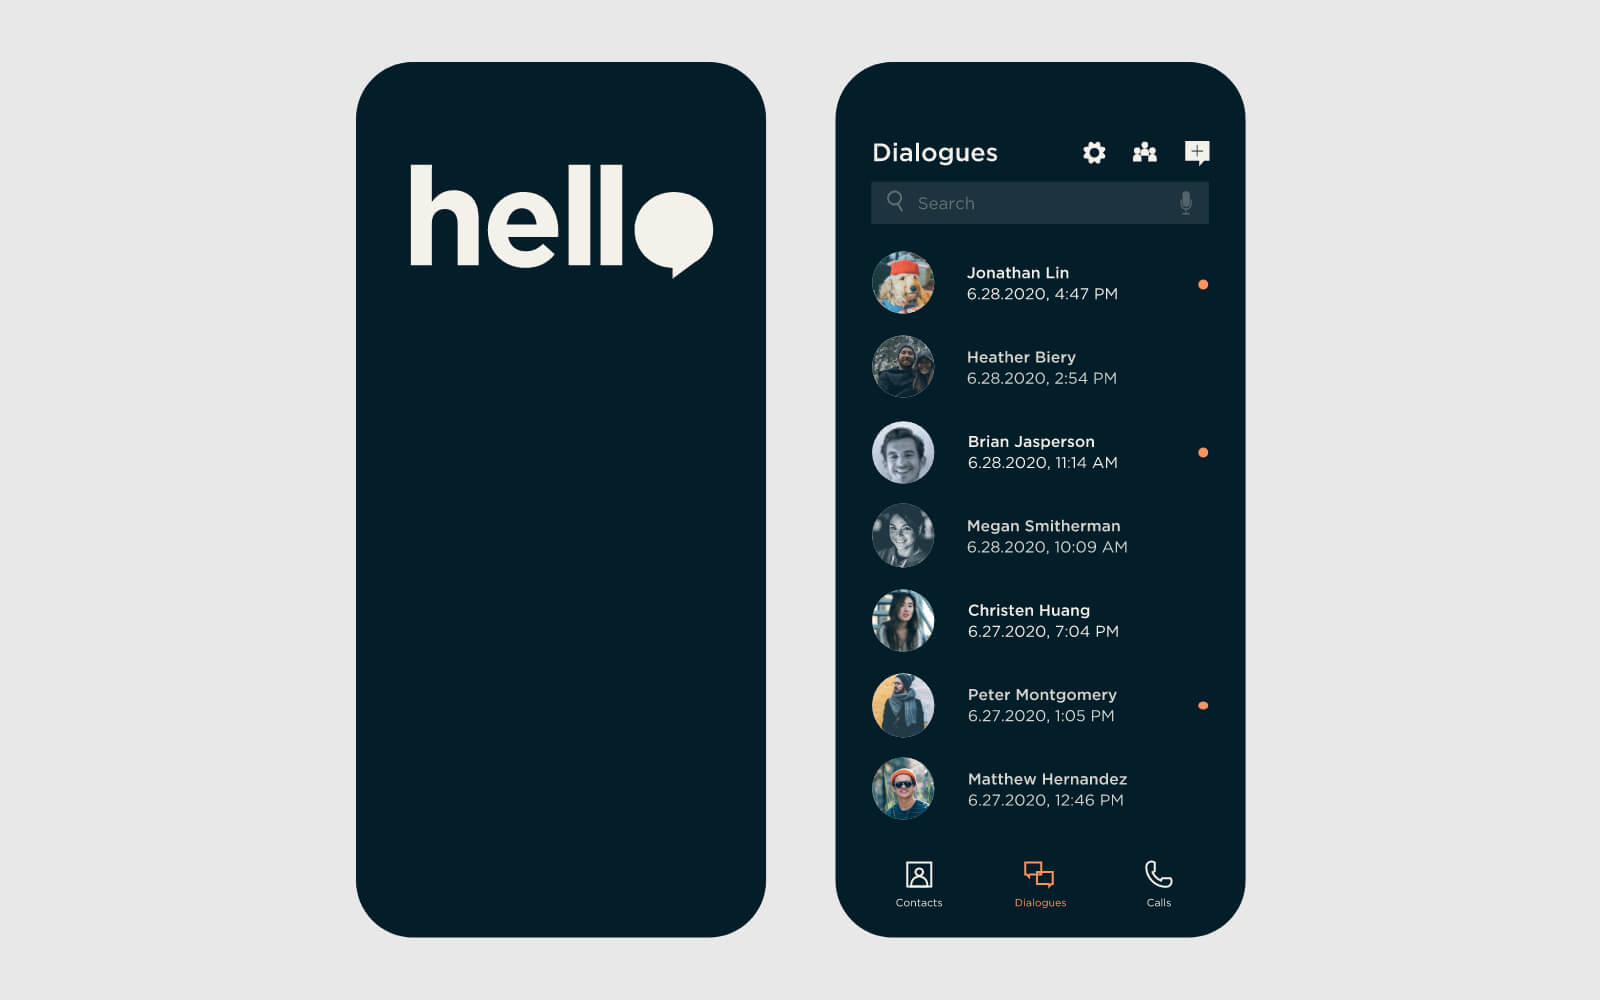 hello
Dialogues
Search
Jonathan Lin
6.28.2020, 4:47 PM
Heather Biery
6.28.2020, 2:54 PM
Brian Jasperson
6.28.2020, 11:14 AM
Megan Smitherman
6.28.2020, 10:09 AM
Christen Huang
6.27.2020, 7:04 PM
Peter Montgomery
6.27.2020, 1:05 PM
Matthew Hernandez
6.27.2020, 12:46 PM
Contacts
Dialogues
Calls